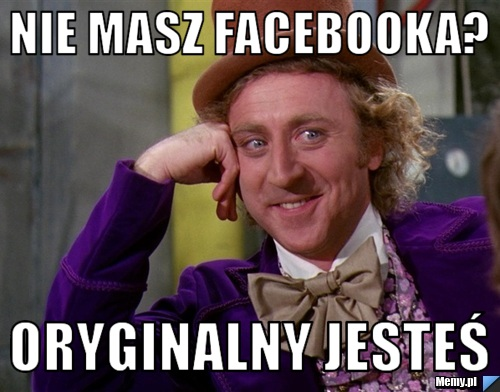 NIE MASZ FACEBOOKA?
ORYGINALNY JESTEŚ
Memy.pl